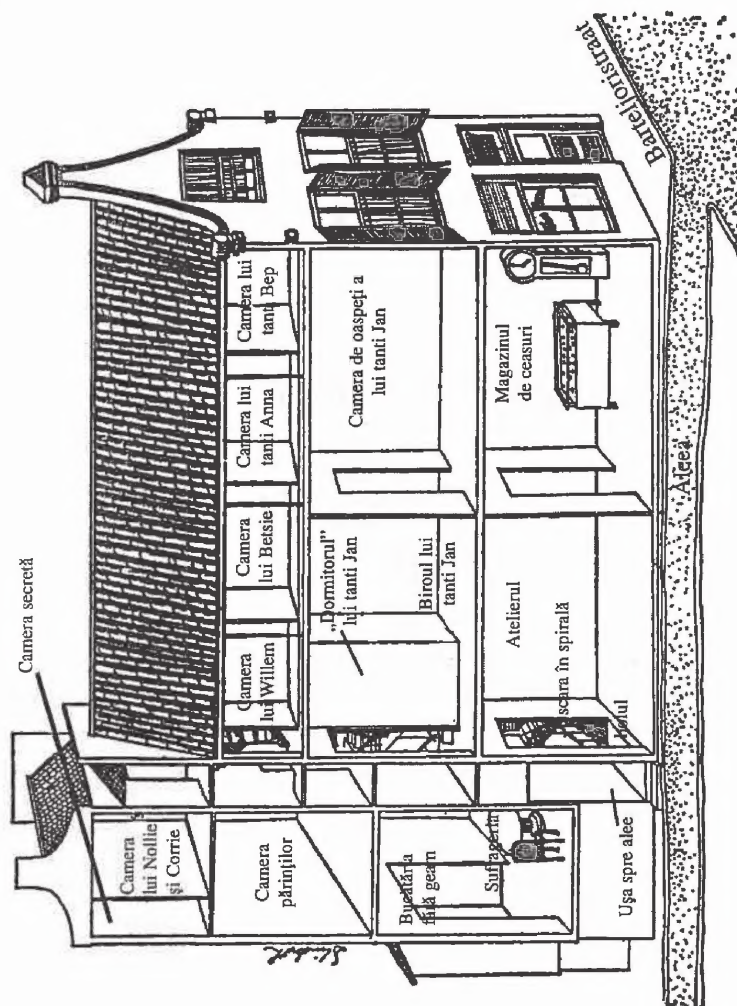 Camera secretă
Camera
lui Nollie
și Corrie
Camera
părinților
Bucătăria
fără geam
Sufrageria
Ușa spre alee
Camera
lui Willem
Camera
lui Betsie
Camera lui
tanti Anna
Camera lui
tanti Bep
„Dormitorul”
lui tanti Jan
Biroul lui
tanti Jan
Camera de oaspeți a
lui tanti Jan
Atelierul
scara în spirală
Holul
Magazinul
de ceasuri
Aleea
Barteljorisstraat